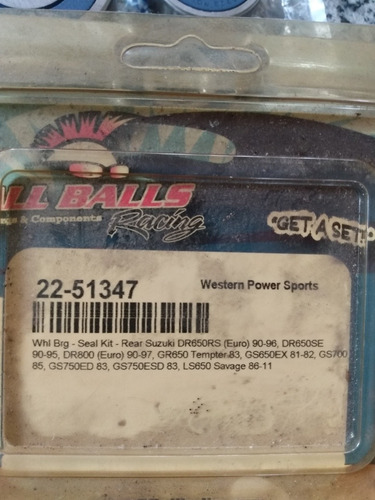 ALL BALLS
Racing
& Components
"GET A SET!"
22-51347
Western Power Sports
Whl Brg - Seal Kit - Rear Suzuki DR650RS (Euro) 90-96, DR650SE
90-95, DR800 (Euro) 90-97, GR650 Tempter 83, GS650EX 81-82, GS700
85, GS750ED 83, GS750ESD 83, LS650 Savage 86-11